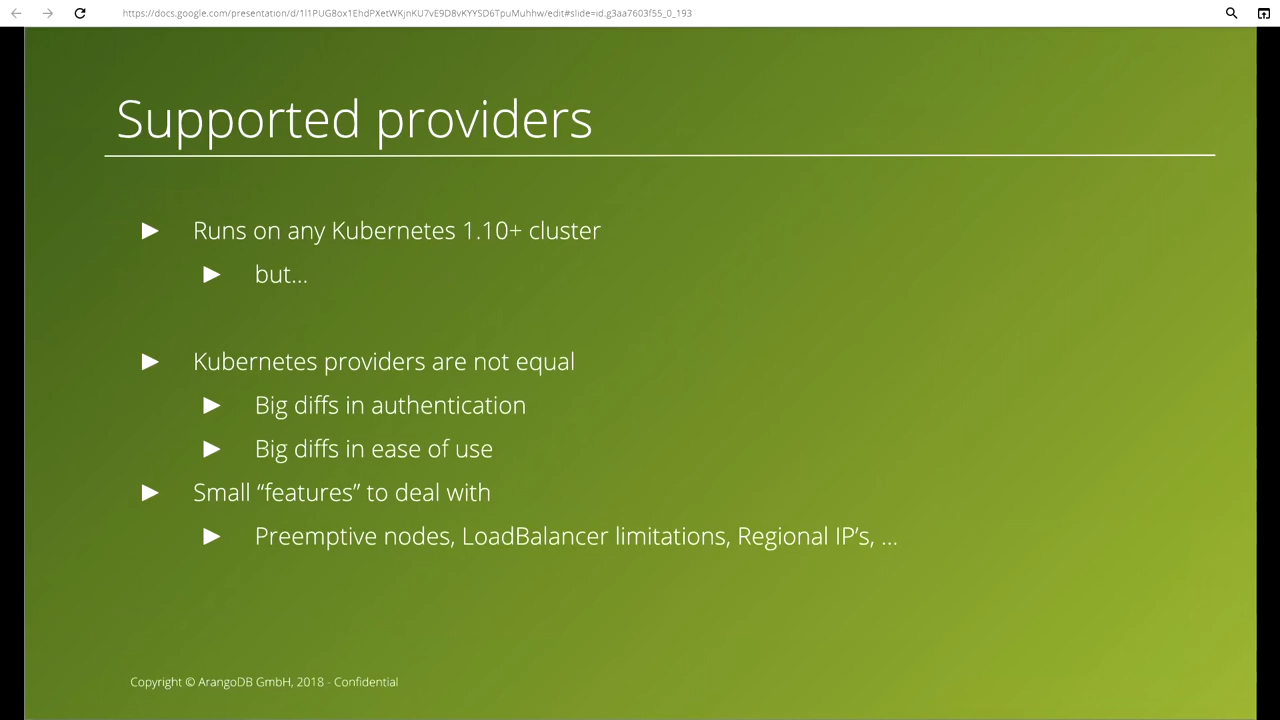 https://docs.google.com/presentation/d/1I1PUG8ox1EhdPXetWKjnKU7vE9D8vKYYSD6TpuMuhhw/edit#slide=id.g3aa7603f55_0_193
Supported providers
Runs on any Kubernetes 1.10+ cluster
but...
Kubernetes providers are not equal
Big diffs in authentication
Big diffs in ease of use
Small “features” to deal with
Preemptive nodes, LoadBalancer limitations, Regional IP’s, ...
Copyright © ArangoDB GmbH, 2018 - Confidential